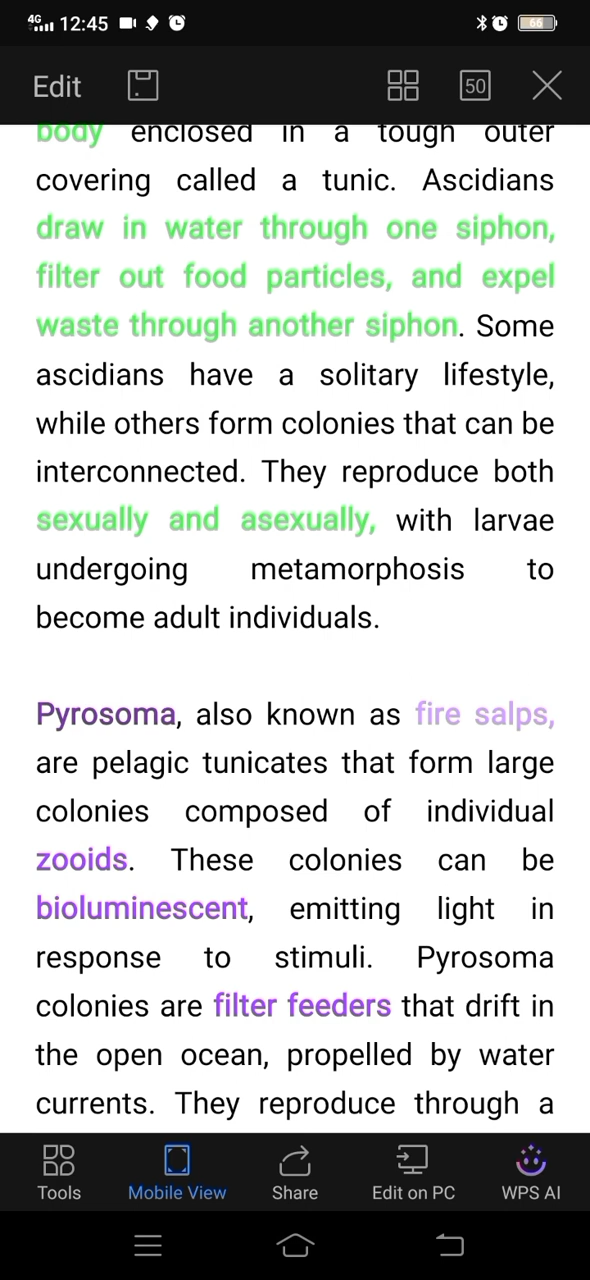 4G 12:45 66
Edit 50
body enclosed in a tough outer
covering called a tunic. Ascidians
draw in water through one siphon,
filter out food particles, and expel
waste through another siphon. Some
ascidians have a solitary lifestyle,
while others form colonies that can be
interconnected. They reproduce both
sexually and asexually, with larvae
undergoing metamorphosis to
become adult individuals.
Pyrosoma, also known as fire salps,
are pelagic tunicates that form large
colonies composed of individual
zooids. These colonies can be
bioluminescent, emitting light in
response to stimuli. Pyrosoma
colonies are filter feeders that drift in
the open ocean, propelled by water
currents. They reproduce through a
Tools Mobile View Share Edit on PC WPS AI